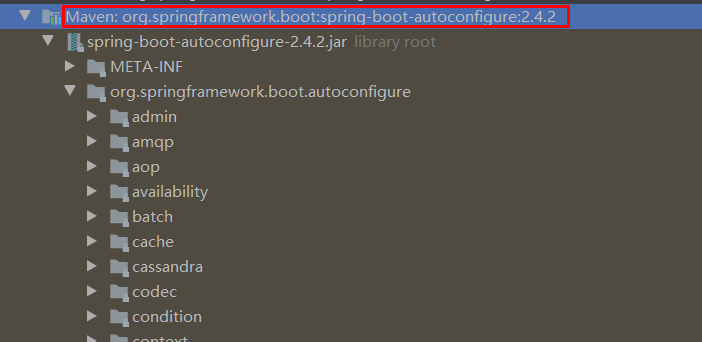 Maven: org.springframework.boot:spring-boot-autoconfigure:2.4.2
spring-boot-autoconfigure-2.4.2.jar library root
META-INF
org.springframework.boot.autoconfigure
admin
amqp
aop
availability
batch
cache
cassandra
codec
condition
context